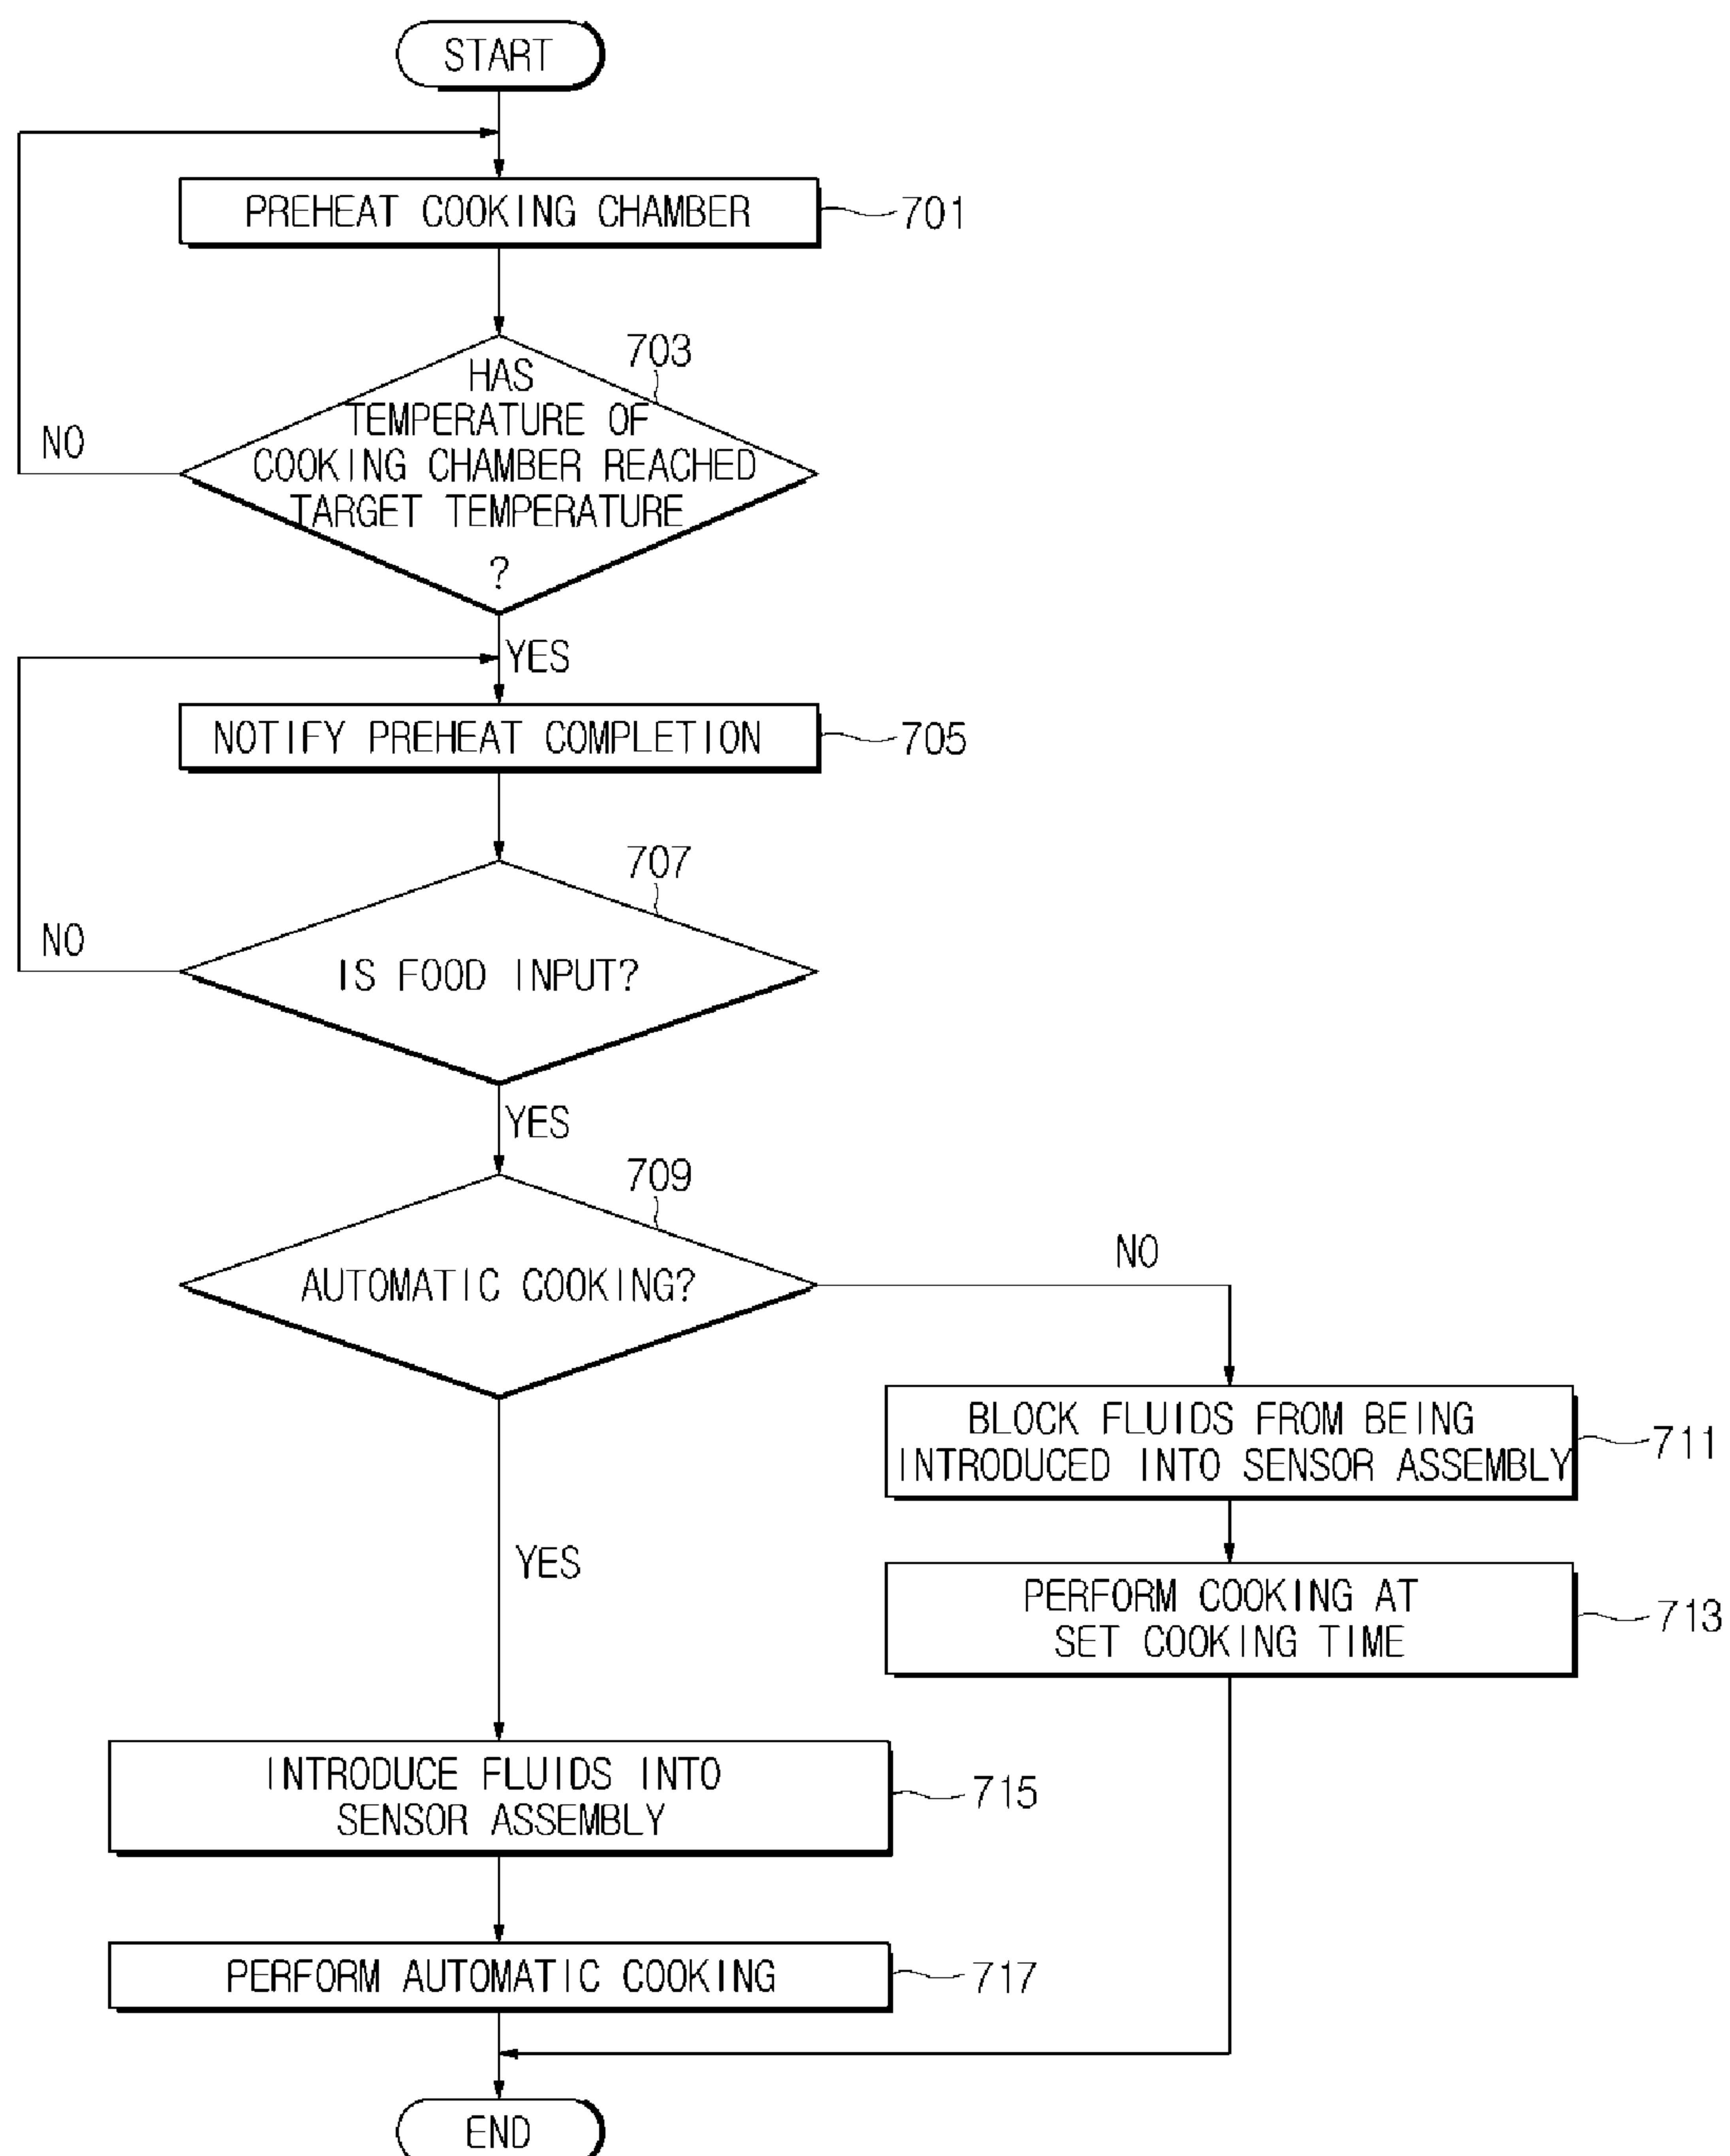 START
PREHEAT COOKING CHAMBER
701
703
HAS
TEMPERATURE OF
COOKING CHAMBER REACHED
TARGET TEMPERATURE
?
NO
YES
NOTIFY PREHEAT COMPLETION
705
707
IS FOOD INPUT?
NO
YES
709
AUTOMATIC COOKING?
NO
BLOCK FLUIDS FROM BEING
INTRODUCED INTO SENSOR ASSEMBLY
711
PERFORM COOKING AT
SET COOKING TIME
713
YES
INTRODUCE FLUIDS INTO
SENSOR ASSEMBLY
715
PERFORM AUTOMATIC COOKING
717
END